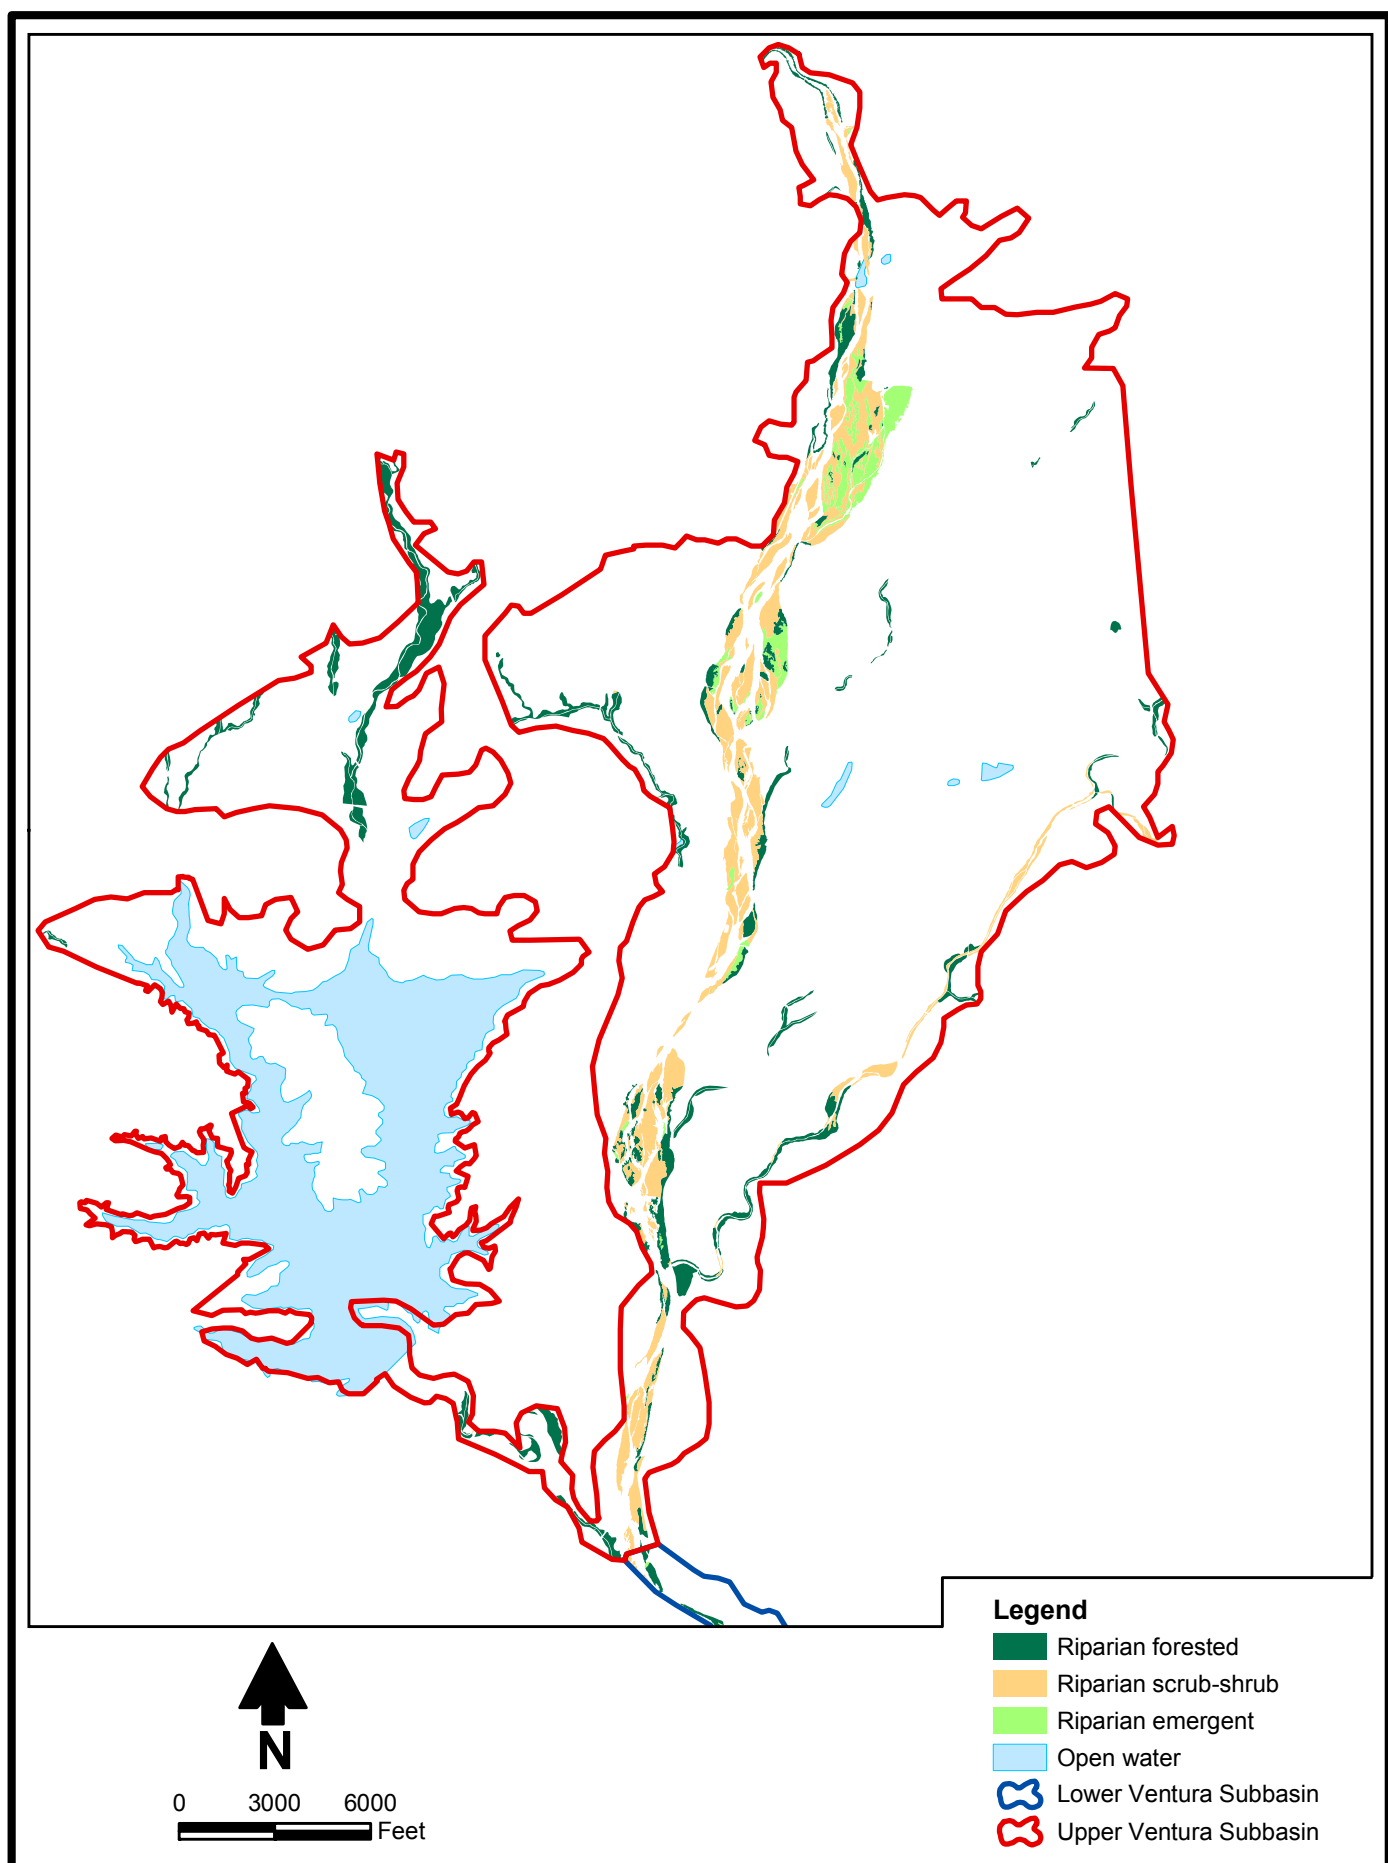 Legend
Riparian forested
Riparian scrub-shrub
Riparian emergent
Open water
Lower Ventura Subbasin
Upper Ventura Subbasin
N
0 3000 6000
Feet